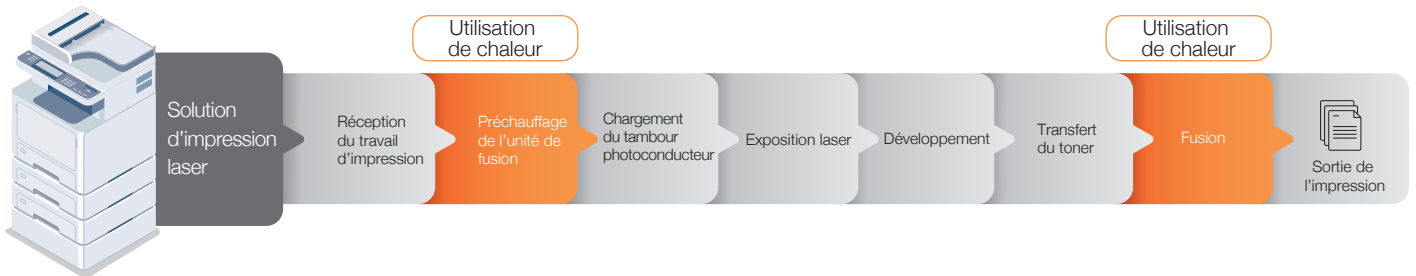 Utilisation
de chaleur
Utilisation
de chaleur
Solution
d'impression
laser
Réception
du travail
d'impression
Préchauffage
de l'unité de
fusion
Chargement
du tambour
photoconducteur
Exposition laser
Développement
Transfert
du toner
Fusion
Sortie de
l'impression